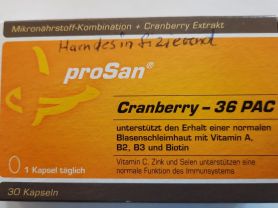 Mikronährstoff-Kombination + Cranberry Extrakt
Harndesinfizierend
proSan®
Cranberry – 36 PAC
unterstützt den Erhalt einer normalen
Blasenschleimhaut mit Vitamin A,
B2, B3 und Biotin
Vitamin C, Zink und Selen unterstützen eine
normale Funktion des Immunsystems
1 Kapsel täglich
30 Kapseln